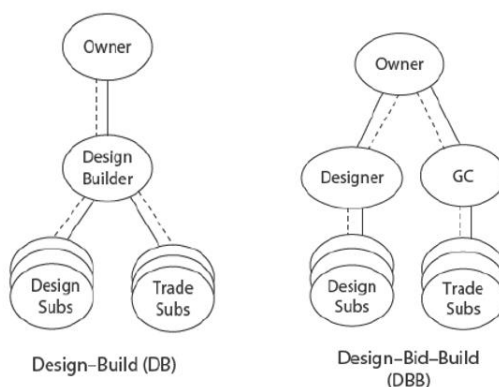 Owner
Design
Builder
Design
Subs
Trade
Subs
Design–Build (DB)
Owner
Designer
GC
Design
Subs
Trade
Subs
Design–Bid–Build
(DBB)